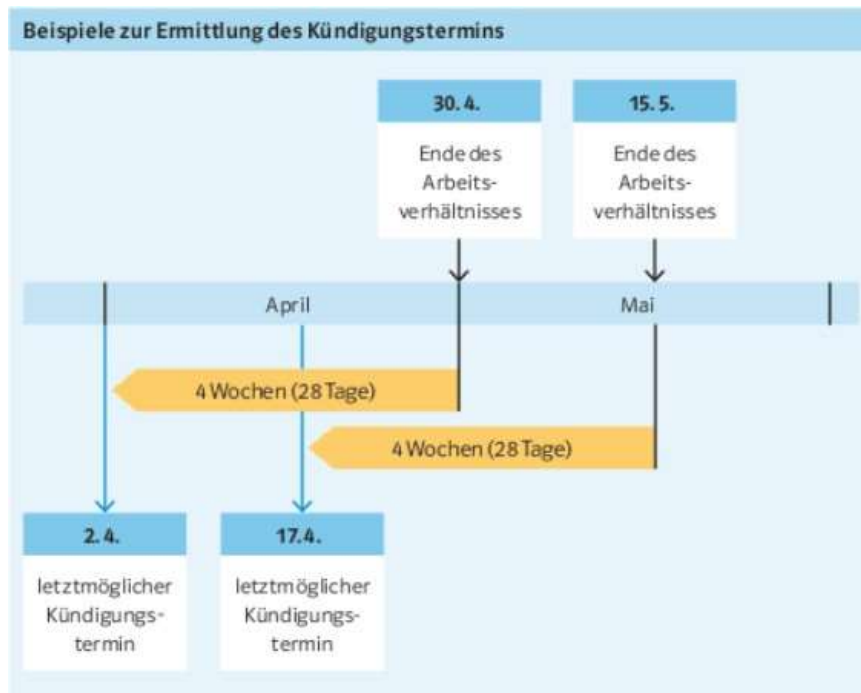 Beispiele zur Ermittlung des Kündigungstermins
30. 4.
Ende des
Arbeits-
verhältnisses
15. 5.
Ende des
Arbeits-
verhältnisses
April
Mai
4 Wochen (28 Tage)
4 Wochen (28 Tage)
2. 4.
letztmöglicher
Kündigungs-
termin
17.4.
letztmöglicher
Kündigungs-
termin